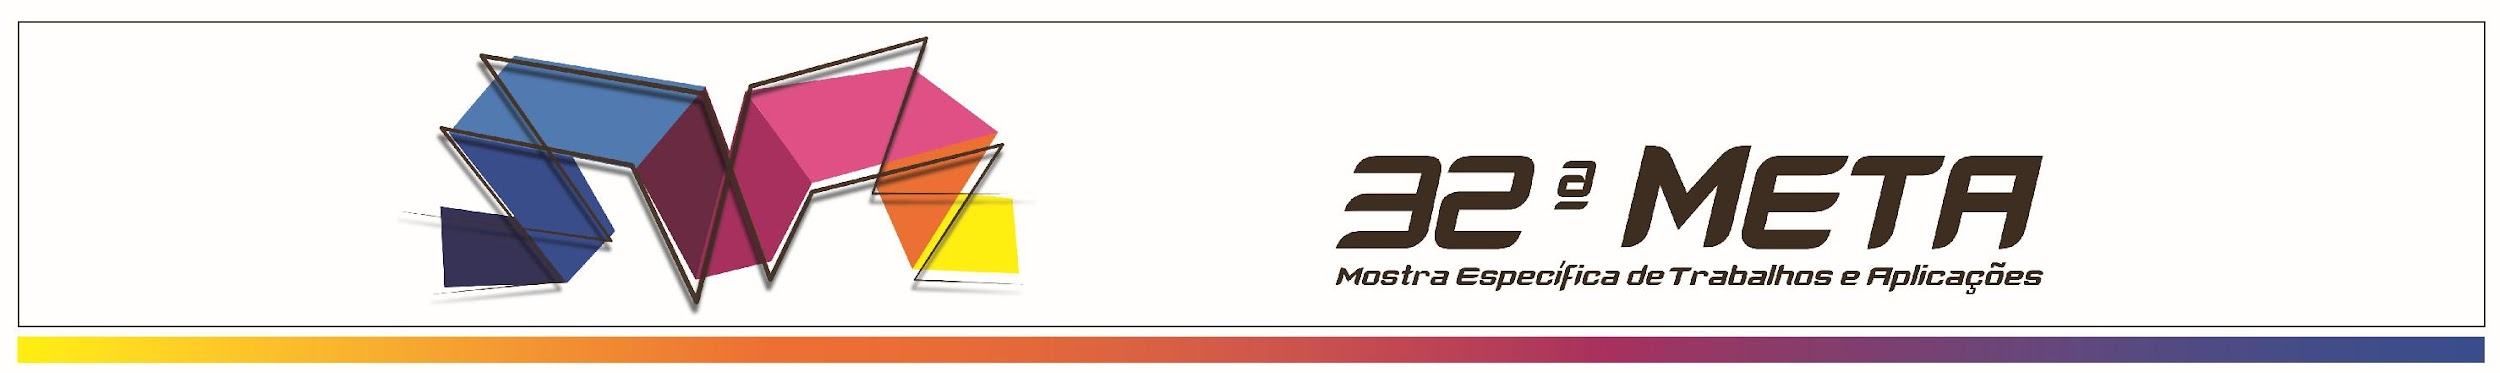 32ª META
Mostra Específica de Trabalhos e Aplicações